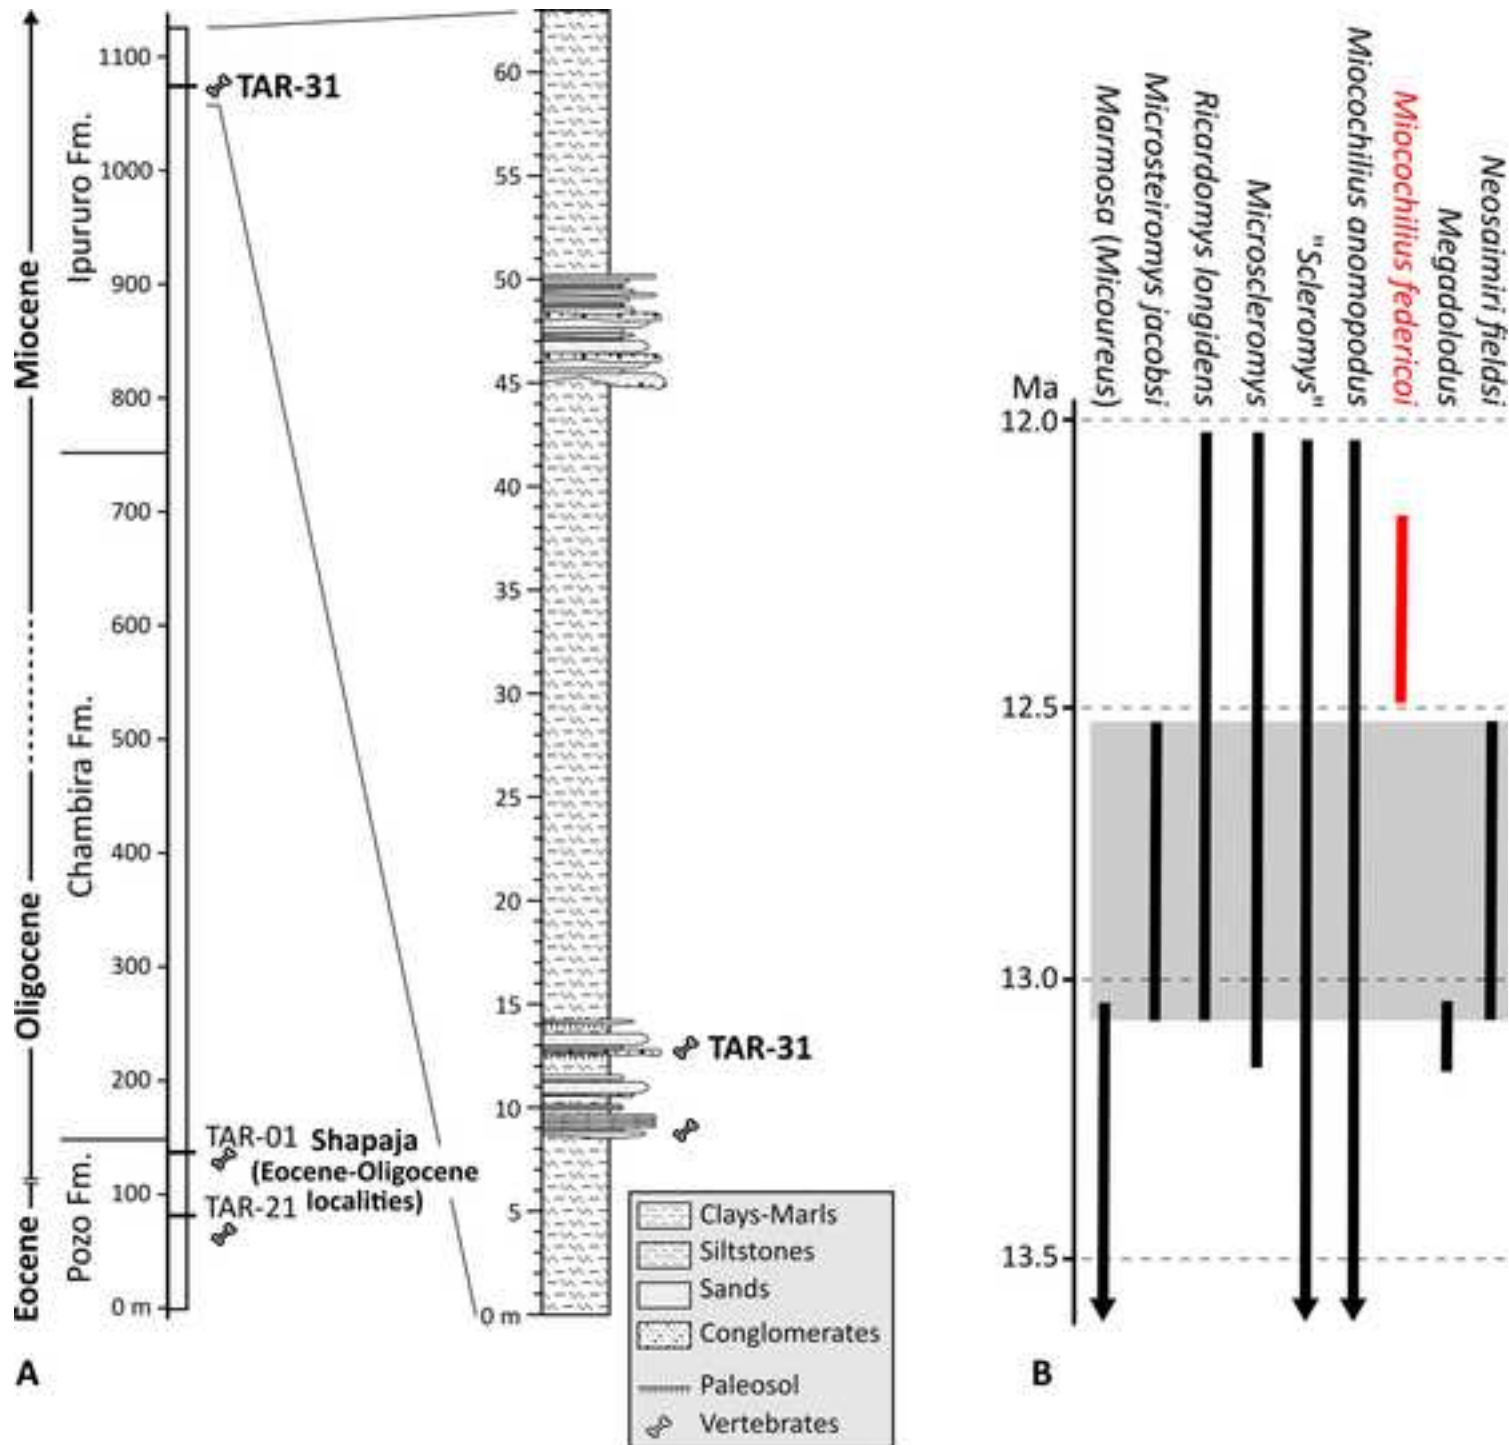 Miocene
Oligocene
Eocene
Ipururo Fm.
Chambira Fm.
Pozo Fm.
1100
1000
900
800
700
600
500
400
300
200
100
0 m
TAR-31
TAR-01 Shapaja
(Eocene-Oligocene
TAR-21 localities)
60
55
50
45
40
35
30
25
20
15
10
5
0 m
TAR-31
Clays-Marls
Siltstones
Sands
Conglomerates
Paleosol
Vertebrates
A
Marmosa (Micoureus)
Microsteiromys jacobsi
Ricardomys longidens
Microscleromys
"Scleromys"
Miocochilius anomopodus
Miocochilius federicoi
Megadolodus
Neosaimiri fieldsi
Ma
12.0
12.5
13.0
13.5
B